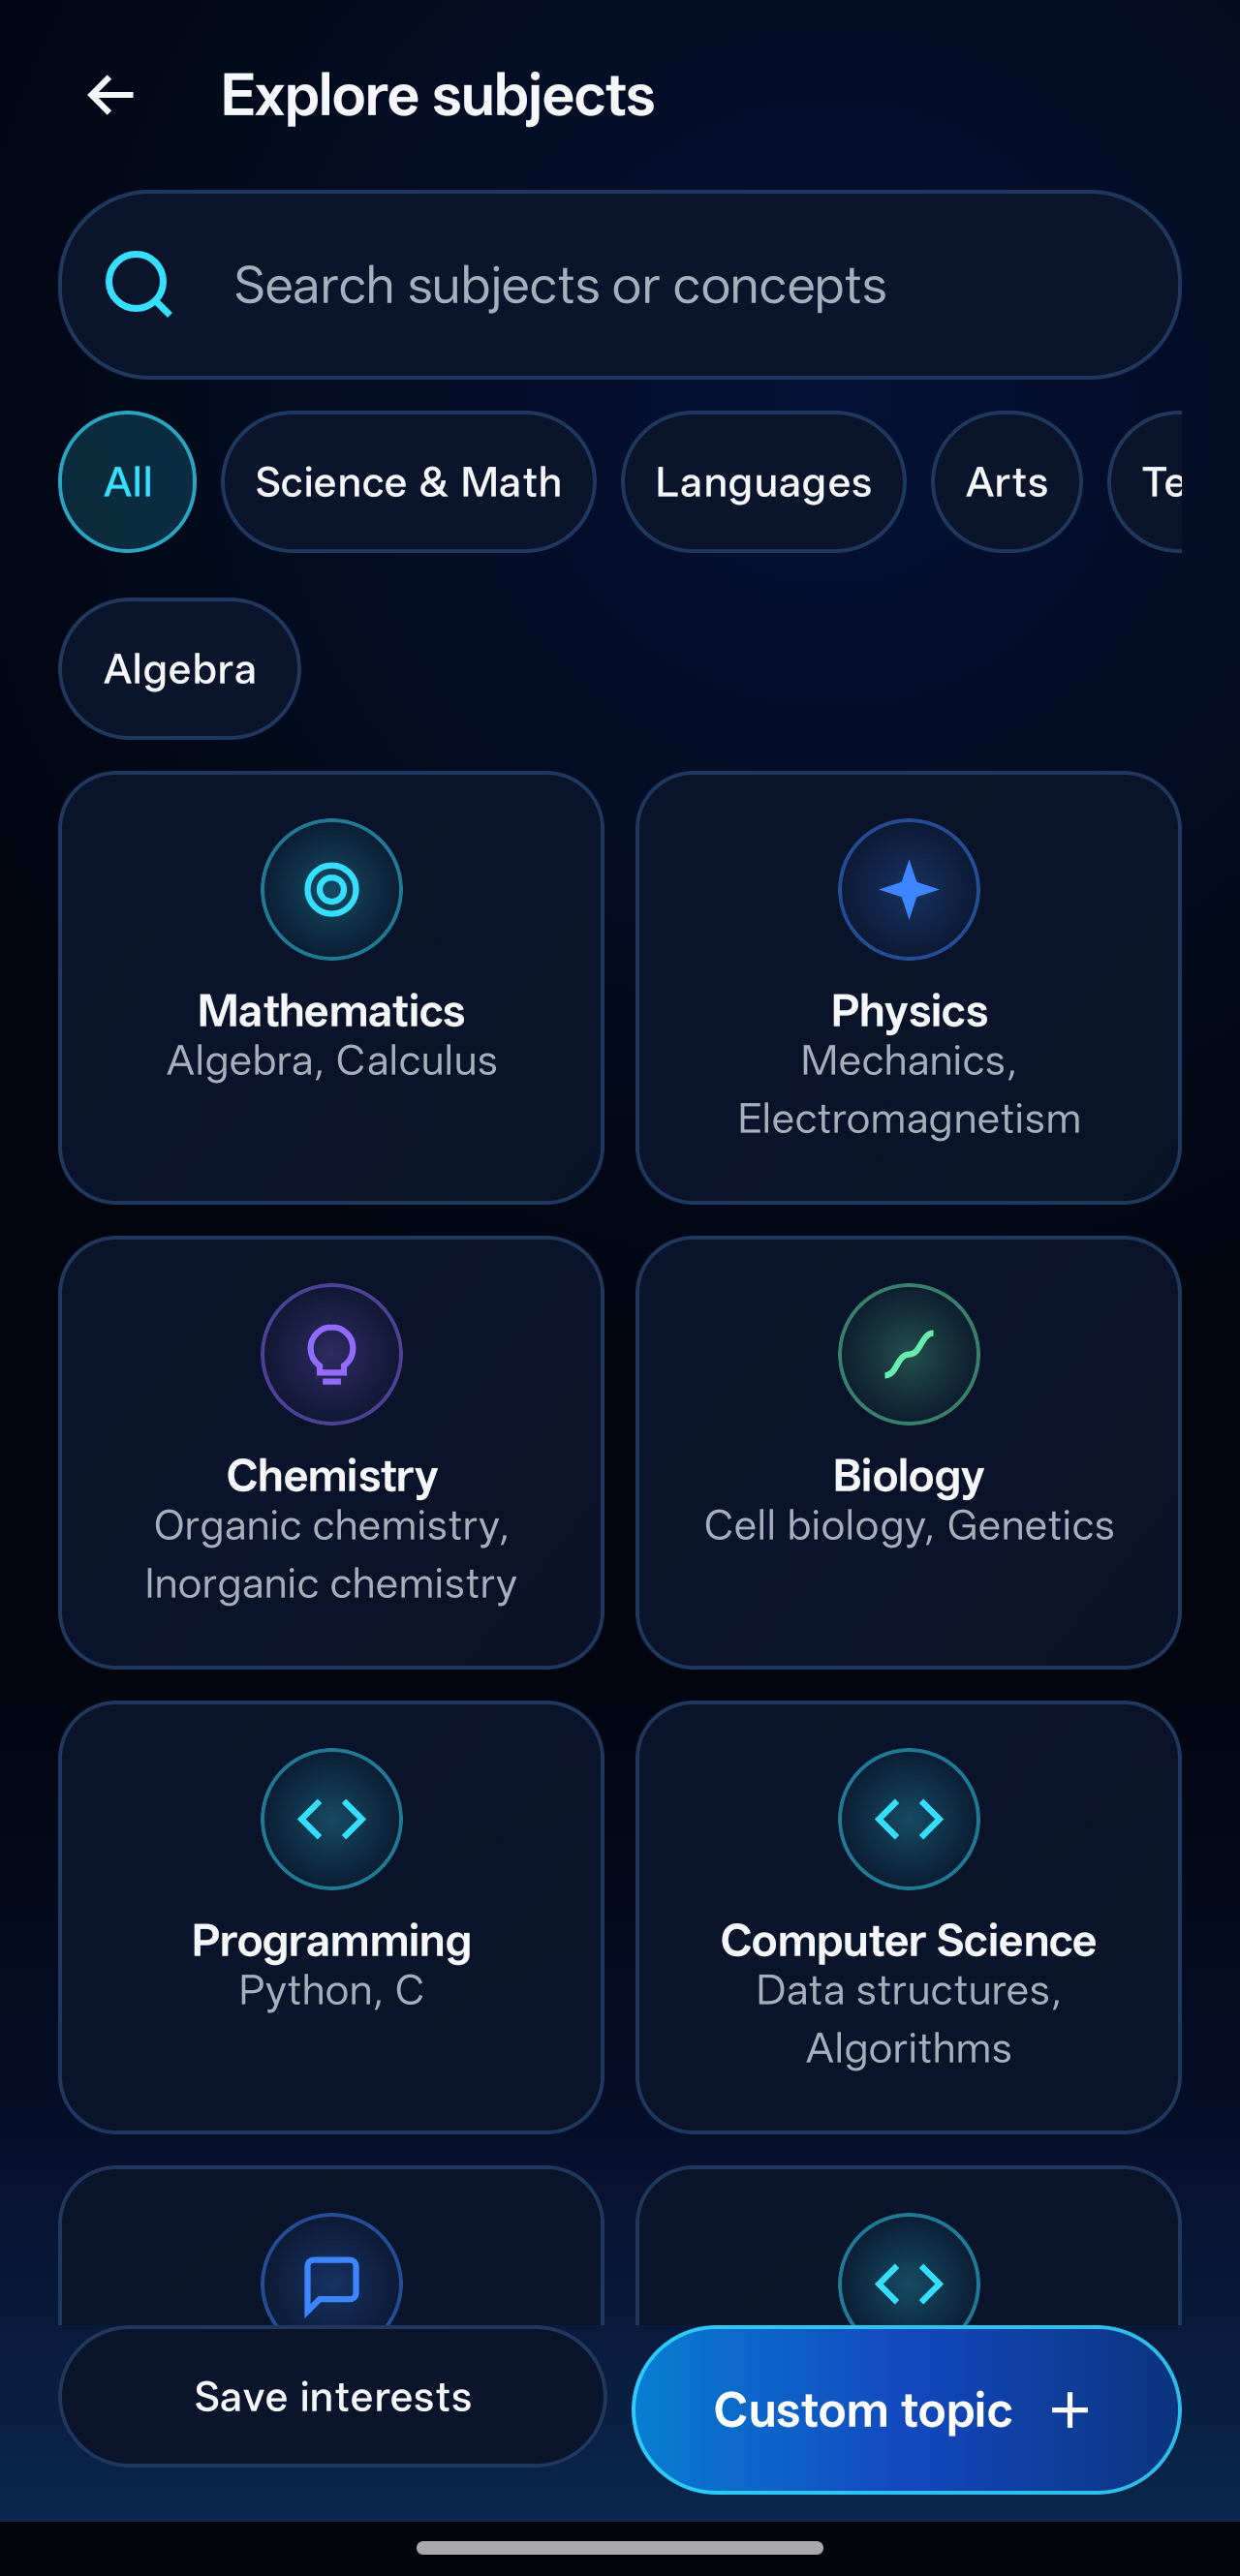 Explore subjects
Search subjects or concepts
All
Science & Math
Languages
Arts
Te
Algebra
Mathematics
Algebra, Calculus
Physics
Mechanics,
Electromagnetism
Chemistry
Organic chemistry,
Inorganic chemistry
Biology
Cell biology, Genetics
Programming
Python, C
Computer Science
Data structures,
Algorithms
Save interests
Custom topic +